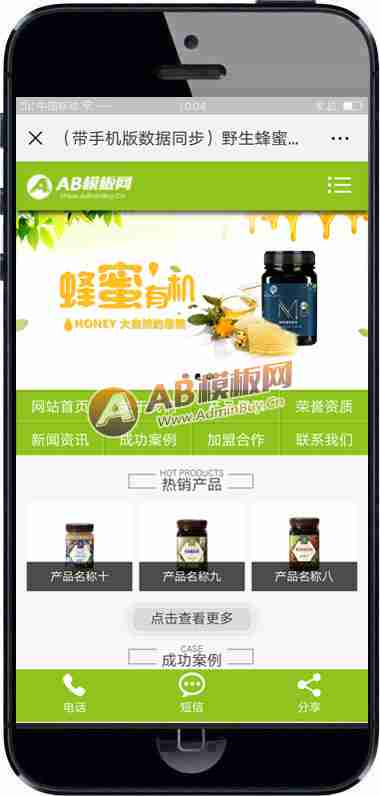 中国移动
10:04
（带手机版数据同步）野生蜂蜜...
AB模板网
Www.AdminBuy.Cn
蜂蜜有机
HONEY 大自然的恩赐
M
AB模板网
www.AdminBuy.Cn
网站首页
荣誉资质
新闻资讯 成功案例 加盟合作 联系我们
HOT PRODUCTS
热销产品
产品名称十 产品名称九 产品名称八
点击查看更多
CASE
成功案例
电话 短信 分享